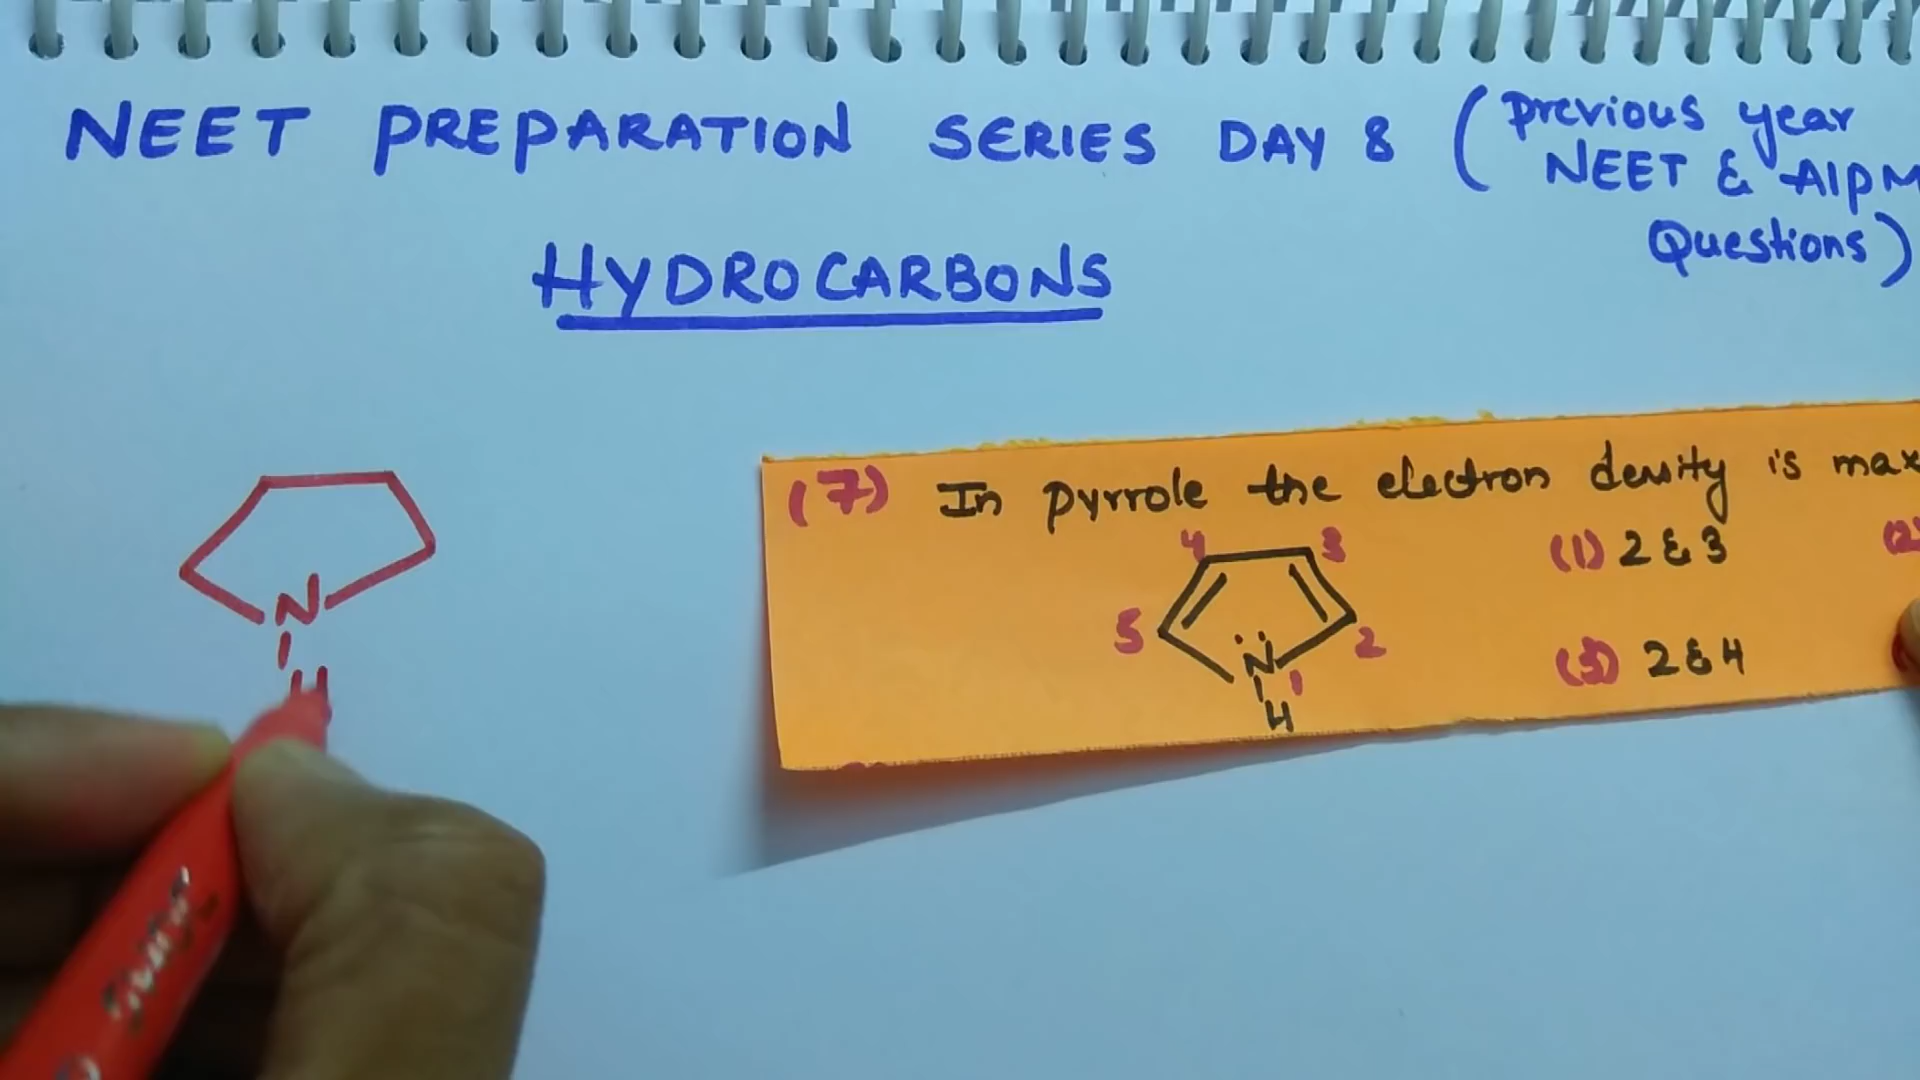 NEET PREPARATION SERIES DAY 8 (previous year
NEET & AIPM
Questions)
HYDROCARBONS
N
H
(7) In pyrrole the electron density is max
4 3
5 2
N 1
H
(1) 2 & 3
(2)
(3) 2 & 4